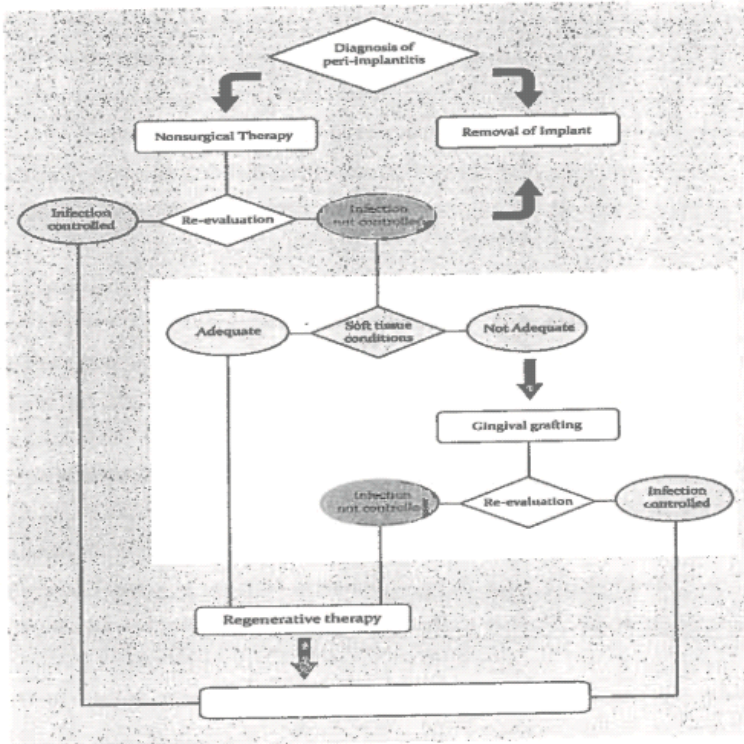 Diagnosis of
peri-implantitis
Nonsurgical Therapy
Removal of Implant
Infection
controlled
Re-evaluation
Infection
not controlled
Adequate
Soft tissue
conditions
Not Adequate
Gingival grafting
Infection
not controlled
Re-evaluation
Infection
controlled
Regenerative therapy